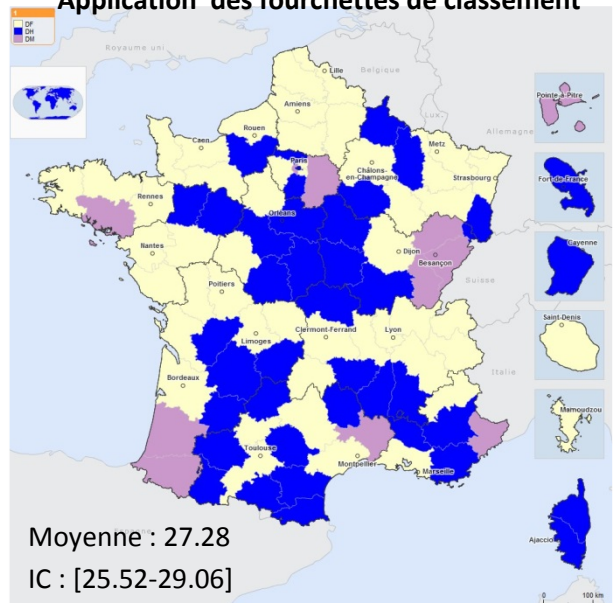 Application des fourchettes de classement
1
DF
DH
DM
Royaume uni
Belgique
Lille
Lux.
Allemagne
Amiens
Rouen
Caen
Paris
Metz
Châlons-
en-Champagne
Strasbourg
Rennes
Orléans
Nantes
Dijon
Besançon
Suisse
Poitiers
Clermont-Ferrand
Lyon
Limoges
Italie
Bordeaux
Toulouse
Montpellier
Marseille
Ajaccio
Pointe-à-Pitre
Fort-de-France
Cayenne
Saint-Denis
Mamoudzou
Moyenne : 27.28
IC : [25.52-29.06]
0 100 km